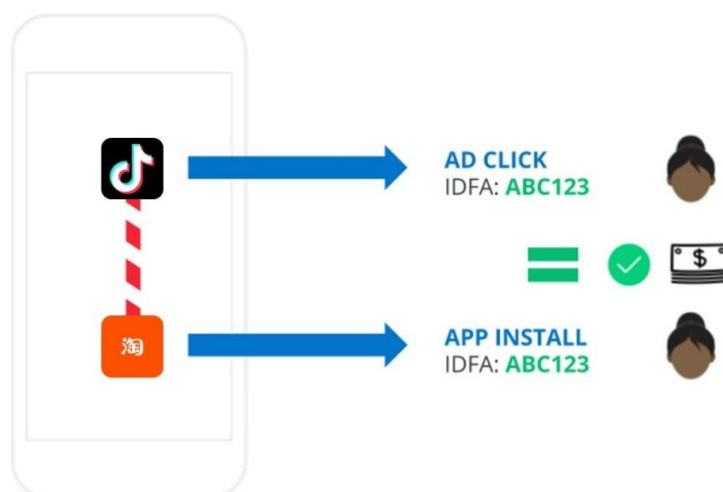 AD CLICK
IDFA: ABC123
$
淘
APP INSTALL
IDFA: ABC123